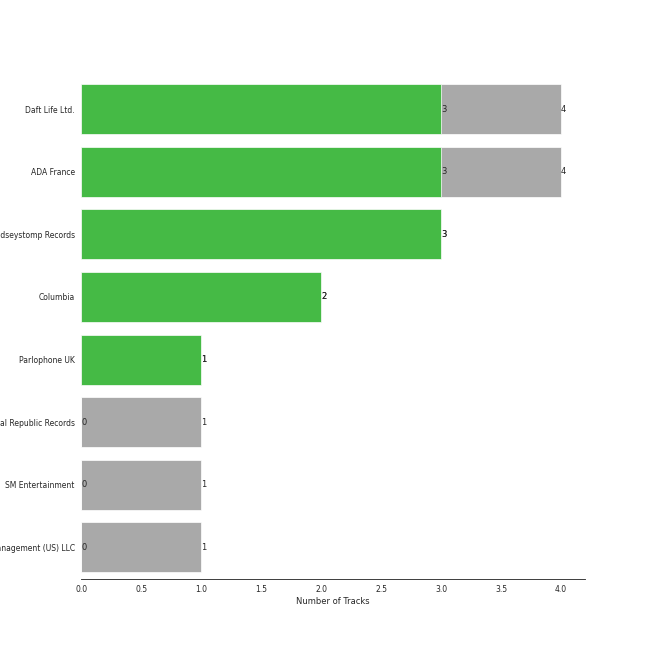 Daft Life Ltd. 3 4
ADA France 3 4
dseystomp Records 3
Columbia 2
Parlophone UK 1
al Republic Records 0 1
SM Entertainment 0 1
nagement (US) LLC 0 1
0.0 0.5 1.0 1.5 2.0 2.5 3.0 3.5 4.0
Number of Tracks